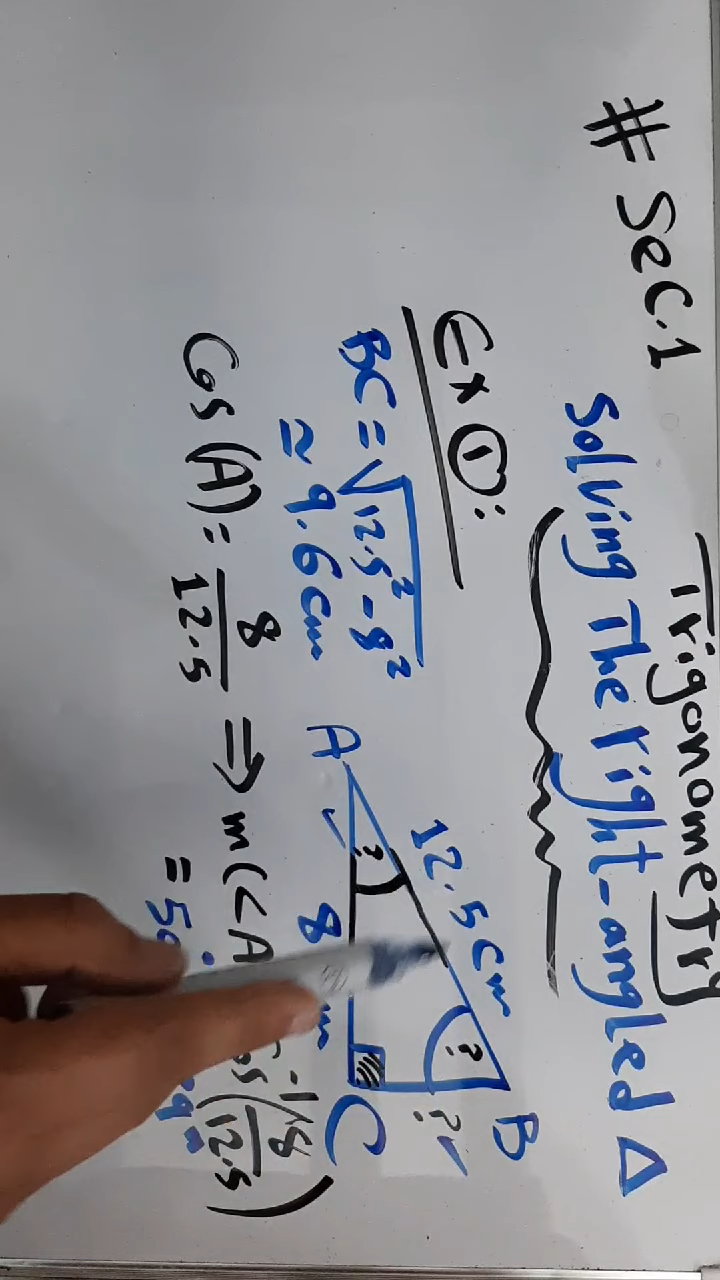 Trigonometry
# Sec.1
Solving The right-angled Δ
Ex ①:
BC = √12.5² - 8²
≃ 9.6 cm
A
12.5 cm
B
?
?
?
8
C
Cos (A) = 8/12.5 ⇒ m(<A
cos⁻¹(8/12.5)
= 50°